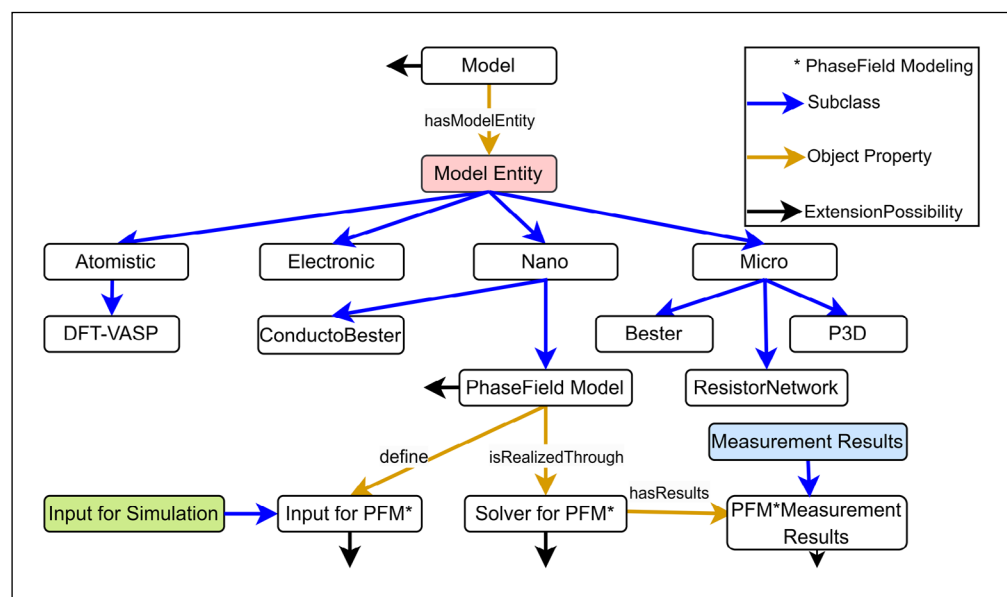 Model
* PhaseField Modeling
Subclass
hasModelEntity
Object Property
Model Entity
ExtensionPossibility
Atomistic
Electronic
Nano
Micro
DFT-VASP
ConductoBester
Bester
P3D
PhaseField Model
ResistorNetwork
Measurement Results
define
isRealizedThrough
hasResults
Input for Simulation
Input for PFM*
Solver for PFM*
PFM*Measurement
Results